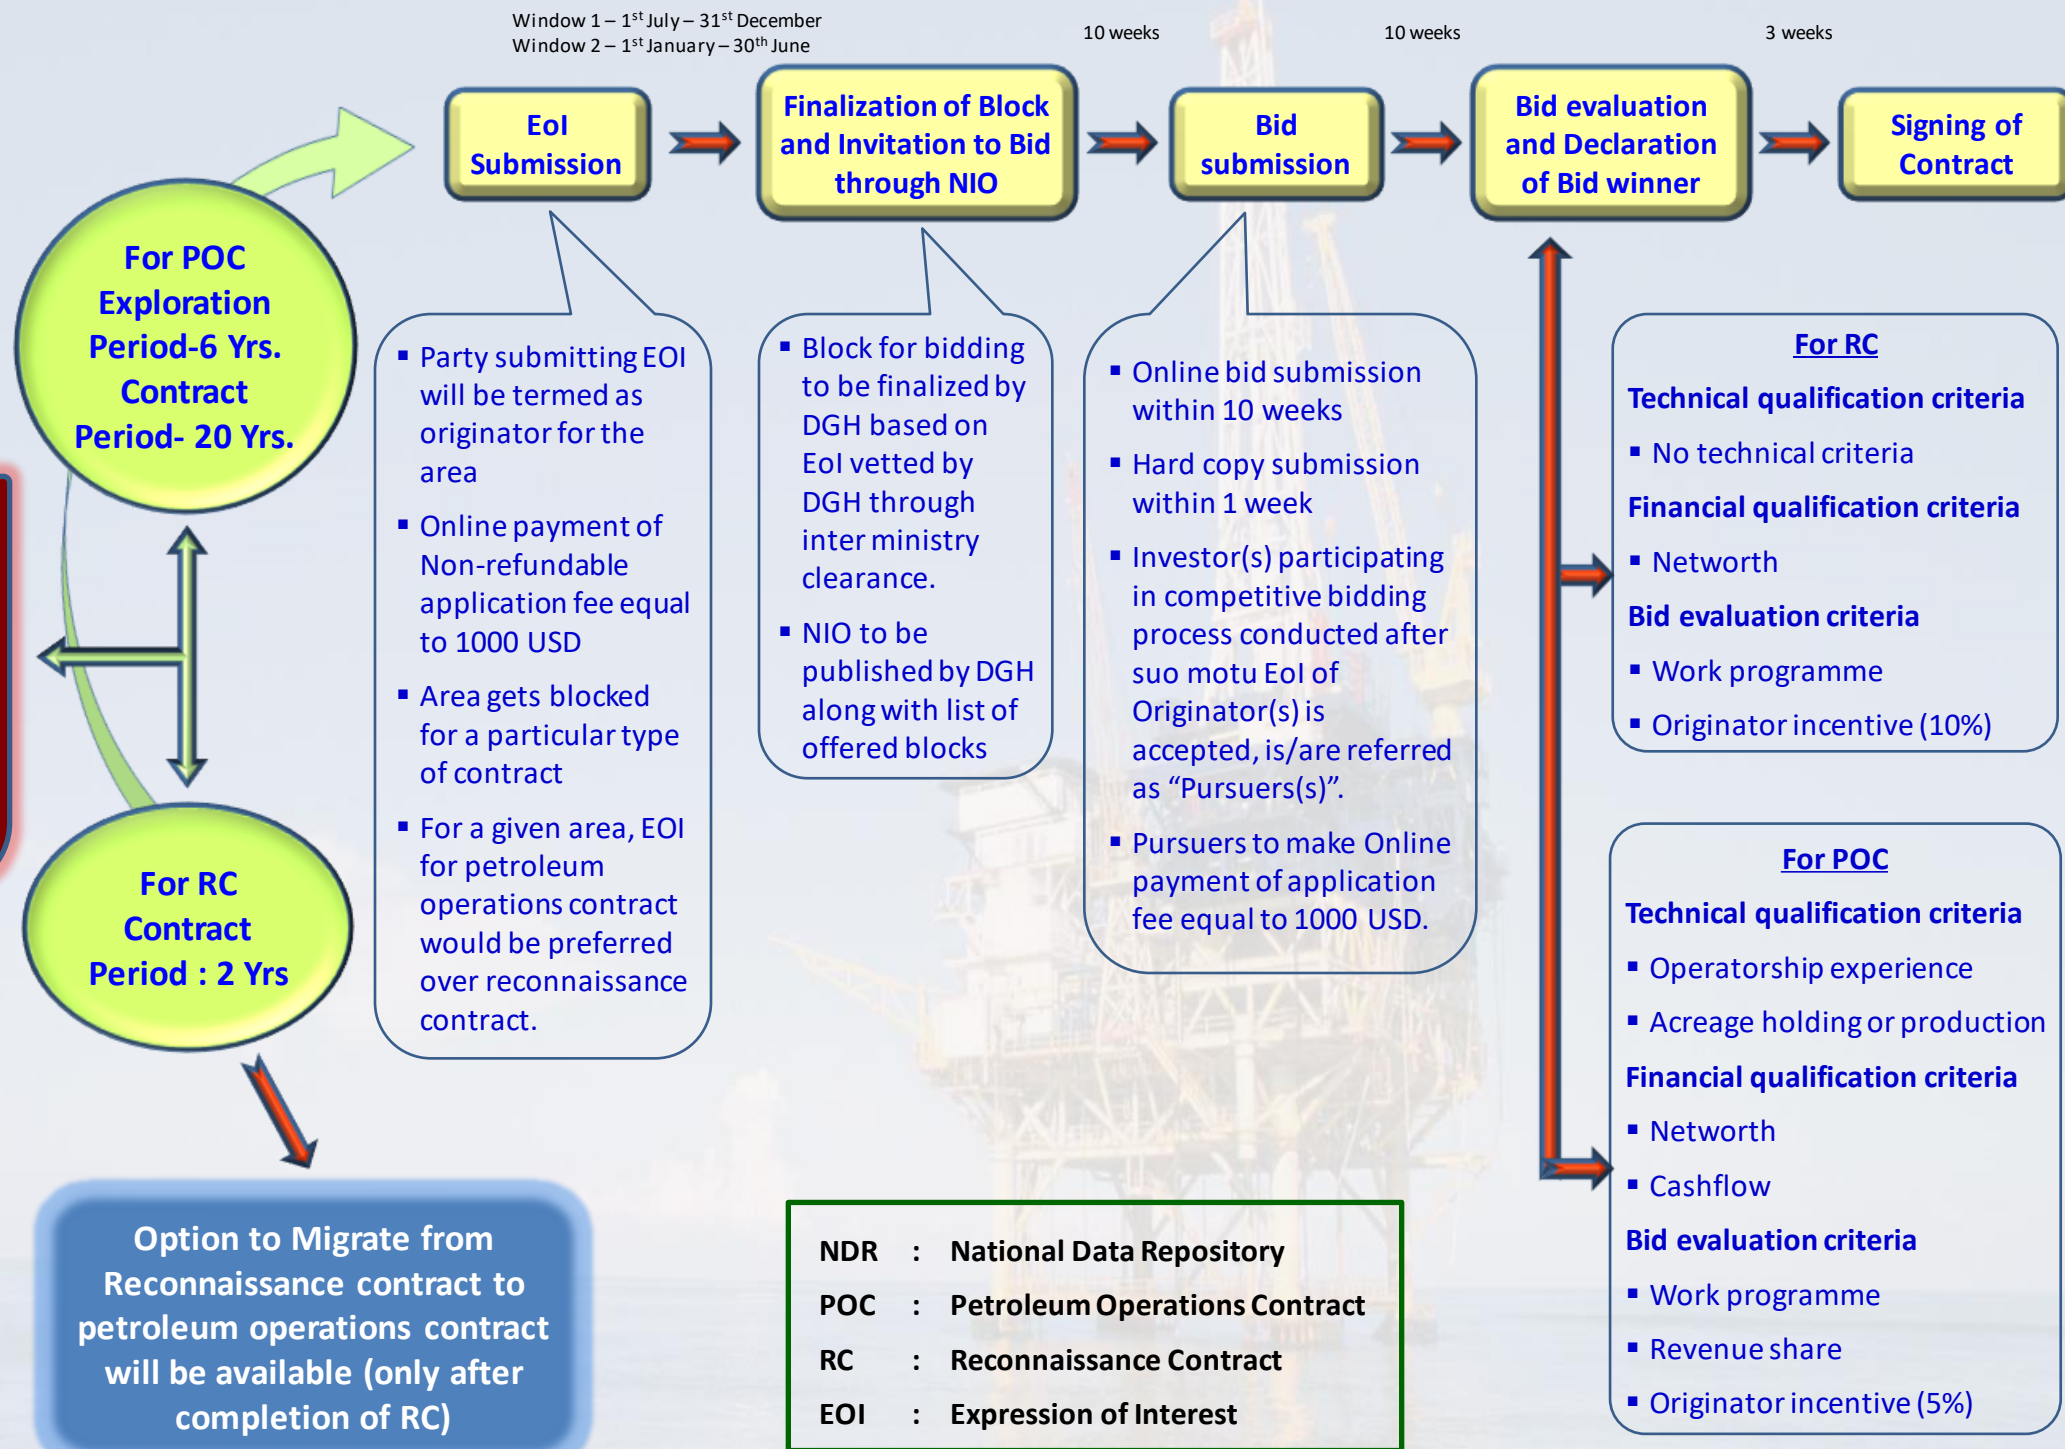 Window 1 – 1st July – 31st December
Window 2 – 1st January – 30th June
10 weeks
10 weeks
3 weeks
EoI
Submission
Finalization of Block
and Invitation to Bid
through NIO
Bid
submission
Bid evaluation
and Declaration
of Bid winner
Signing of
Contract
For POC
Exploration
Period-6 Yrs.
Contract
Period- 20 Yrs.
For RC
Contract
Period : 2 Yrs
▪ Party submitting EOI
will be termed as
originator for the
area
▪ Online payment of
Non-refundable
application fee equal
to 1000 USD
▪ Area gets blocked
for a particular type
of contract
▪ For a given area, EOI
for petroleum
operations contract
would be preferred
over reconnaissance
contract.
▪ Block for bidding
to be finalized by
DGH based on
EoI vetted by
DGH through
inter ministry
clearance.
▪ NIO to be
published by DGH
along with list of
offered blocks
▪ Online bid submission
within 10 weeks
▪ Hard copy submission
within 1 week
▪ Investor(s) participating
in competitive bidding
process conducted after
suo motu EoI of
Originator(s) is
accepted, is/are referred
as “Pursuers(s)”.
▪ Pursuers to make Online
payment of application
fee equal to 1000 USD.
For RC
Technical qualification criteria
▪ No technical criteria
Financial qualification criteria
▪ Networth
Bid evaluation criteria
▪ Work programme
▪ Originator incentive (10%)
For POC
Technical qualification criteria
▪ Operatorship experience
▪ Acreage holding or production
Financial qualification criteria
▪ Networth
▪ Cashflow
Bid evaluation criteria
▪ Work programme
▪ Revenue share
▪ Originator incentive (5%)
Option to Migrate from
Reconnaissance contract to
petroleum operations contract
will be available (only after
completion of RC)
NDR : National Data Repository
POC : Petroleum Operations Contract
RC : Reconnaissance Contract
EOI : Expression of Interest